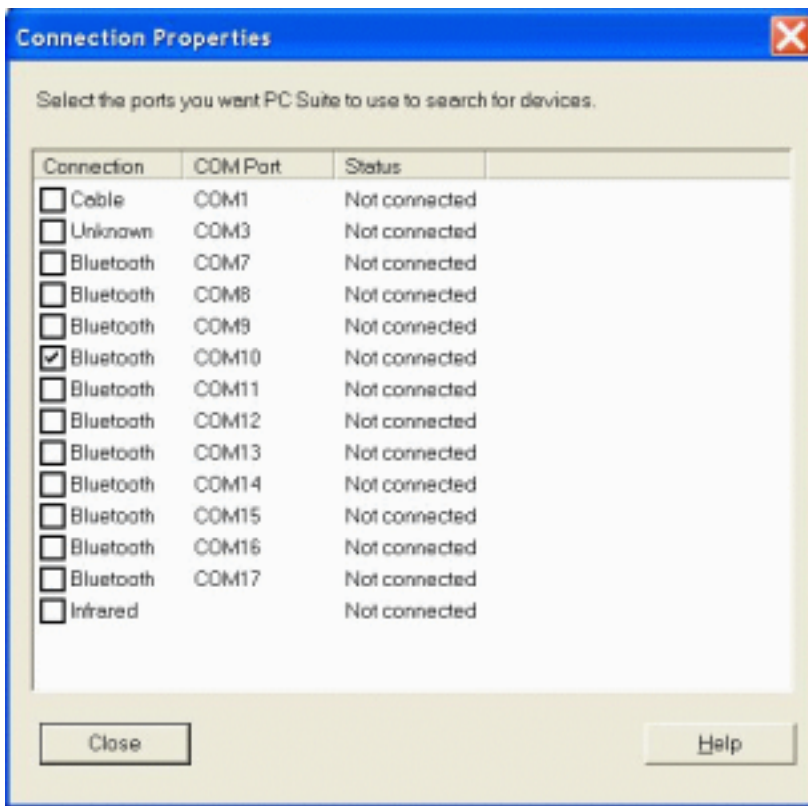 Connection Properties
Select the ports you want PC Suite to use to search for devices.
Connection COM Port Status
Cable COM1 Not connected
Unknown COM3 Not connected
Bluetooth COM7 Not connected
Bluetooth COM8 Not connected
Bluetooth COM9 Not connected
Bluetooth COM10 Not connected
Bluetooth COM11 Not connected
Bluetooth COM12 Not connected
Bluetooth COM13 Not connected
Bluetooth COM14 Not connected
Bluetooth COM15 Not connected
Bluetooth COM16 Not connected
Bluetooth COM17 Not connected
Infrared Not connected
Close Help